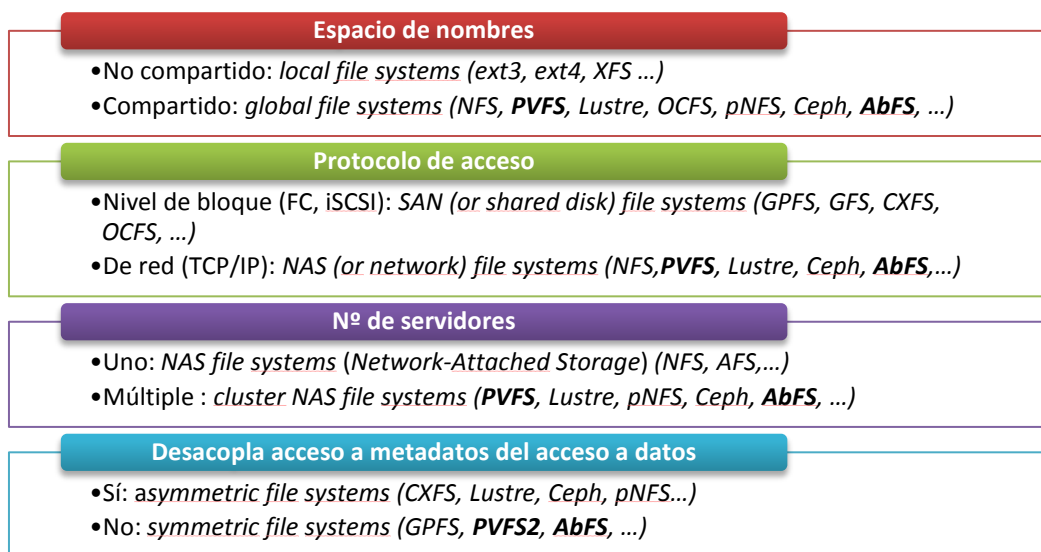 Espacio de nombres
•No compartido: local file systems (ext3, ext4, XFS …)
•Compartido: global file systems (NFS, PVFS, Lustre, OCFS, pNFS, Ceph, AbFS, …)
Protocolo de acceso
•Nivel de bloque (FC, iSCSI): SAN (or shared disk) file systems (GPFS, GFS, CXFS,
OCFS, …)
•De red (TCP/IP): NAS (or network) file systems (NFS,PVFS, Lustre, Ceph, AbFS,…)
Nº de servidores
•Uno: NAS file systems (Network-Attached Storage) (NFS, AFS,…)
•Múltiple : cluster NAS file systems (PVFS, Lustre, pNFS, Ceph, AbFS, …)
Desacopla acceso a metadatos del acceso a datos
•Sí: asymmetric file systems (CXFS, Lustre, Ceph, pNFS…)
•No: symmetric file systems (GPFS, PVFS2, AbFS, …)